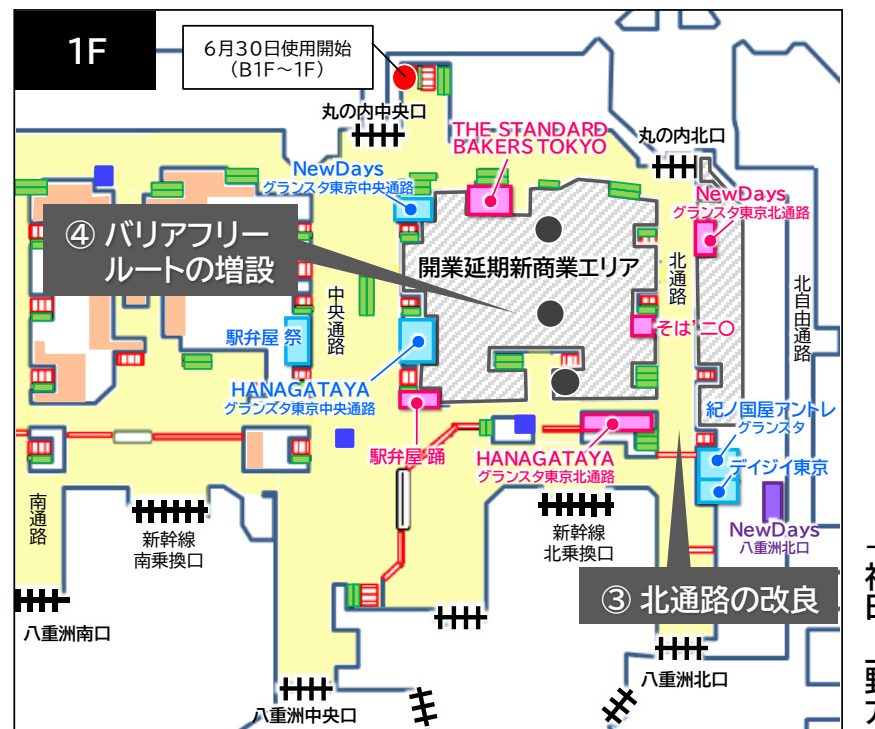 1F
6月30日使用開始
（B1F～1F）
丸の内中央口
THE STANDARD
BAKERS TOKYO
丸の内北口
NewDays
グランスタ東京中央通路
NewDays
グランスタ東京北通路
④ バリアフリー
ルートの増設
開業延期新商業エリア
北通路
北自由通路
中央通路
駅弁屋 祭
そば’二〇
HANAGATAYA
グランスタ東京中央通路
紀ノ国屋アントレ
グランスタ
駅弁屋 踊
HANAGATAYA
グランスタ東京北通路
デイジイ東京
南通路
新幹線
南乗換口
新幹線
北乗換口
NewDays
八重洲北口
③ 北通路の改良
八重洲南口
八重洲北口
八重洲中央口